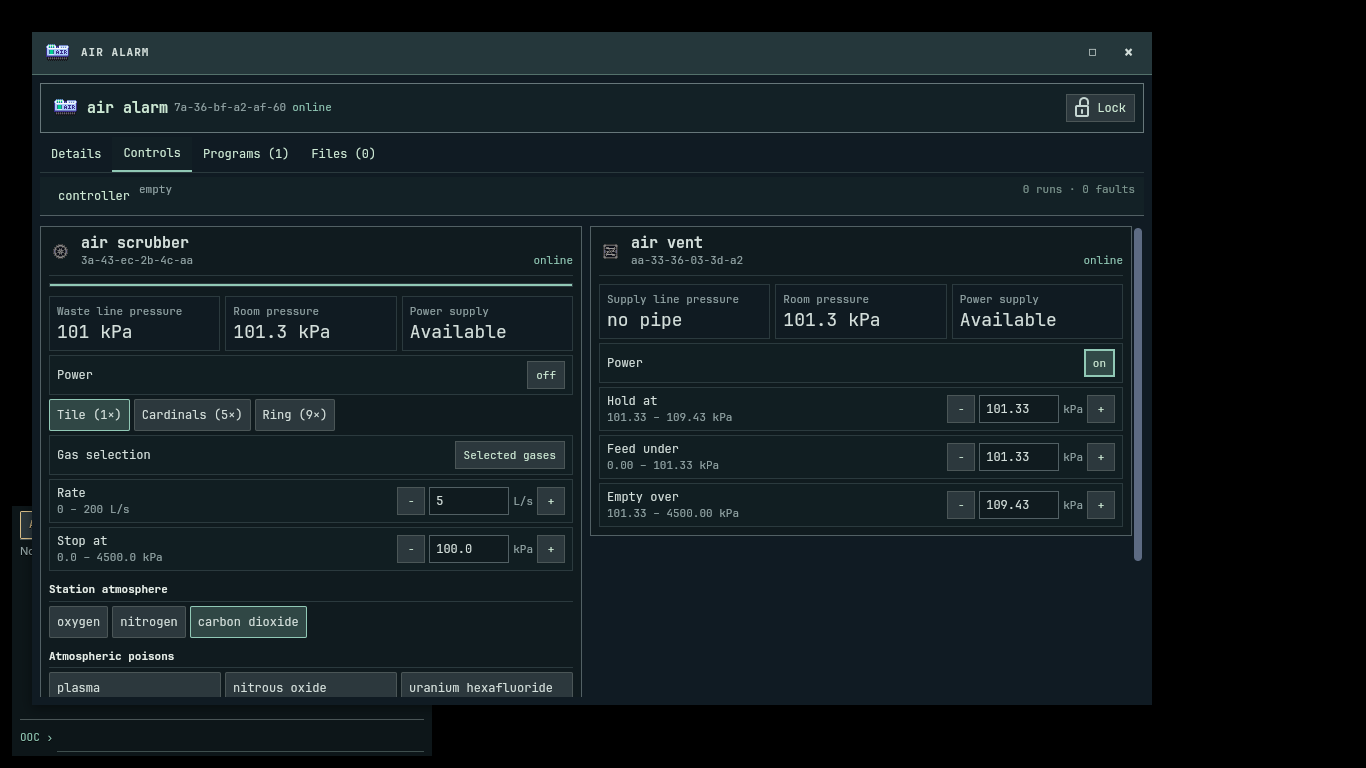 AIR ALARM
air alarm 7a-36-bf-a2-af-60 online
Lock
Details Controls Programs (1) Files (0)
controller empty
0 runs · 0 faults
air scrubber
3a-43-ec-2b-4c-aa
online
Waste line pressure
101 kPa
Room pressure
101.3 kPa
Power supply
Available
Power
off
Tile (1×) Cardinals (5×) Ring (9×)
Gas selection
Selected gases
Rate
0 – 200 L/s
- 5 L/s +
Stop at
0.0 – 4500.0 kPa
- 100.0 kPa +
Station atmosphere
oxygen nitrogen carbon dioxide
Atmospheric poisons
plasma nitrous oxide uranium hexafluoride
air vent
aa-33-36-03-3d-a2
online
Supply line pressure
no pipe
Room pressure
101.3 kPa
Power supply
Available
Power
on
Hold at
101.33 – 109.43 kPa
- 101.33 kPa +
Feed under
0.00 – 101.33 kPa
- 101.33 kPa +
Empty over
101.33 – 4500.00 kPa
- 109.43 kPa +
No
OOC ›